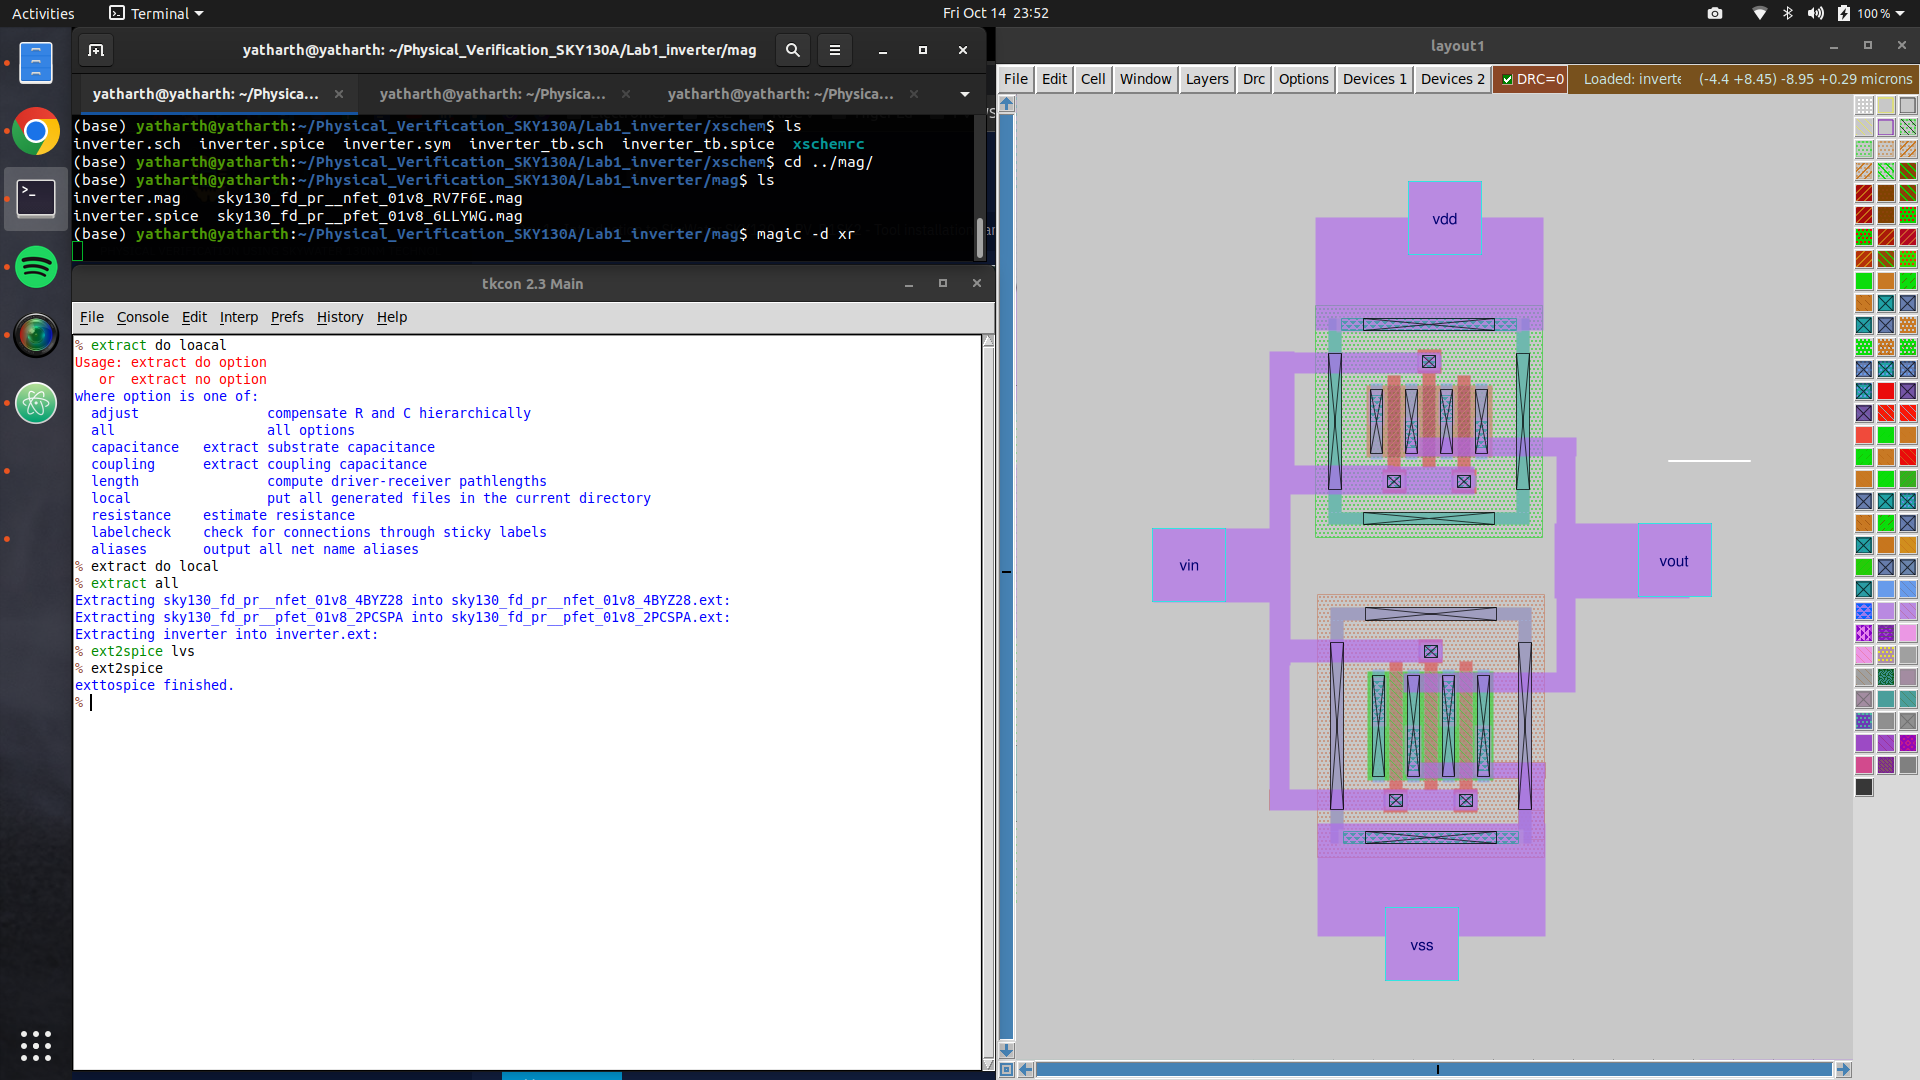 Activities
Terminal
Fri Oct 14 23:52
100 %
yatharth@yatharth: ~/Physical_Verification_SKY130A/Lab1_inverter/mag
yatharth@yatharth: ~/Physica...
yatharth@yatharth: ~/Physica...
yatharth@yatharth: ~/Physica...
(base) yatharth@yatharth:~/Physical_Verification_SKY130A/Lab1_inverter/xschem$ ls
inverter.sch inverter.spice inverter.sym inverter_tb.sch inverter_tb.spice xschemrc
(base) yatharth@yatharth:~/Physical_Verification_SKY130A/Lab1_inverter/xschem$ cd ../mag/
(base) yatharth@yatharth:~/Physical_Verification_SKY130A/Lab1_inverter/mag$ ls
inverter.mag sky130_fd_pr__nfet_01v8_RV7F6E.mag
inverter.spice sky130_fd_pr__pfet_01v8_6LLYWG.mag
(base) yatharth@yatharth:~/Physical_Verification_SKY130A/Lab1_inverter/mag$ magic -d xr
tkcon 2.3 Main
File Console Edit Interp Prefs History Help
% extract do loacal
Usage: extract do option
or extract no option
where option is one of:
adjust compensate R and C hierarchically
all all options
capacitance extract substrate capacitance
coupling extract coupling capacitance
length compute driver-receiver pathlengths
local put all generated files in the current directory
resistance estimate resistance
labelcheck check for connections through sticky labels
aliases output all net name aliases
% extract do local
% extract all
Extracting sky130_fd_pr__nfet_01v8_4BYZ28 into sky130_fd_pr__nfet_01v8_4BYZ28.ext:
Extracting sky130_fd_pr__pfet_01v8_2PCSPA into sky130_fd_pr__pfet_01v8_2PCSPA.ext:
Extracting inverter into inverter.ext:
% ext2spice lvs
% ext2spice
exttospice finished.
%
layout1
File Edit Cell Window Layers Drc Options Devices 1 Devices 2 DRC=0 Loaded: inverte (-4.4 +8.45) -8.95 +0.29 microns
vdd
vin
vout
vss